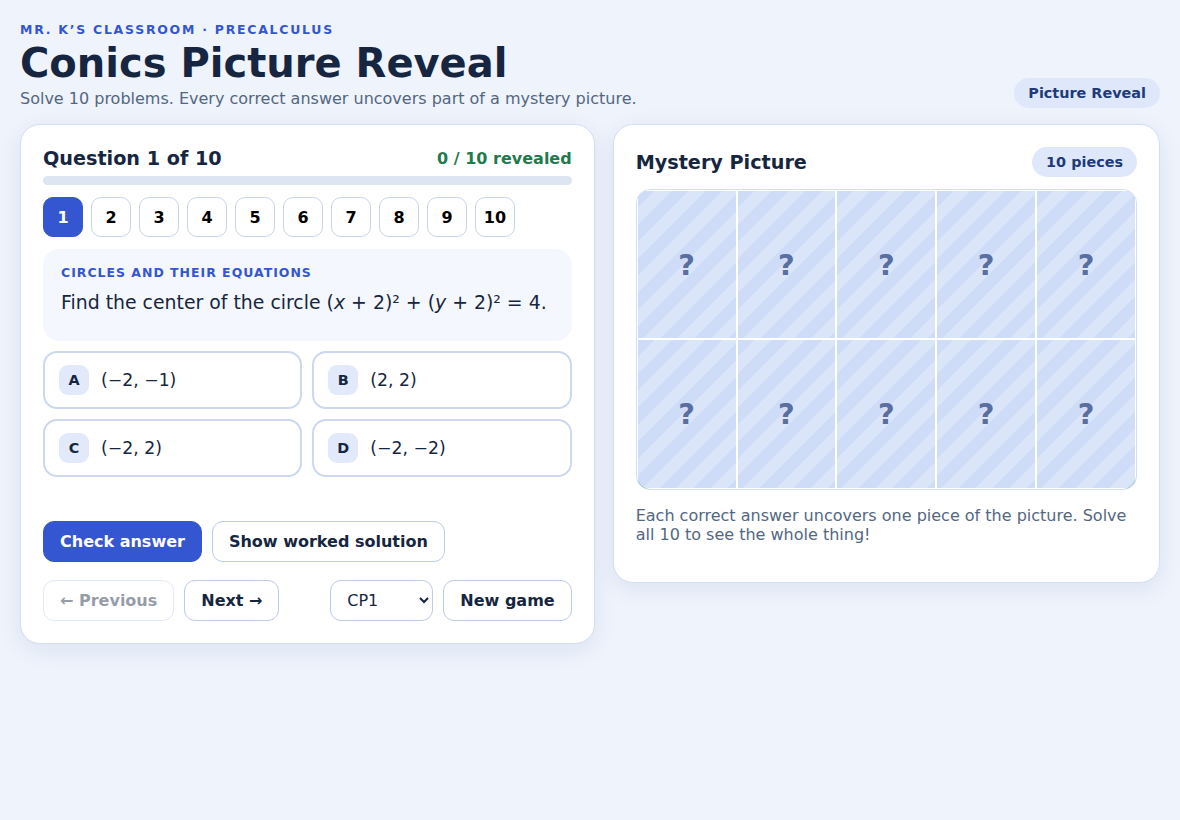 MR. K’S CLASSROOM · PRECALCULUS
Conics Picture Reveal
Solve 10 problems. Every correct answer uncovers part of a mystery picture.
Picture Reveal
Question 1 of 10
0 / 10 revealed
1 2 3 4 5 6 7 8 9 10
CIRCLES AND THEIR EQUATIONS
Find the center of the circle (x + 2)² + (y + 2)² = 4.
A (−2, −1)
B (2, 2)
C (−2, 2)
D (−2, −2)
Check answer
Show worked solution
← Previous
Next →
CP1
New game
Mystery Picture
10 pieces
? ? ? ? ?
? ? ? ? ?
Each correct answer uncovers one piece of the picture. Solve
all 10 to see the whole thing!